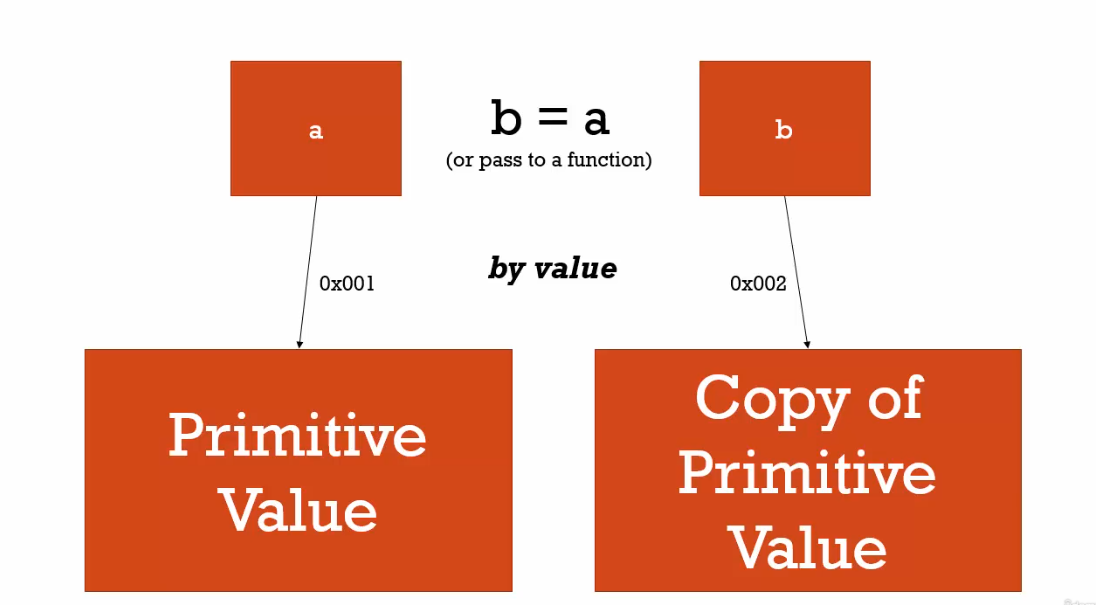 a
b = a
(or pass to a function)
b
by value
0x001
0x002
Primitive
Value
Copy of
Primitive
Value